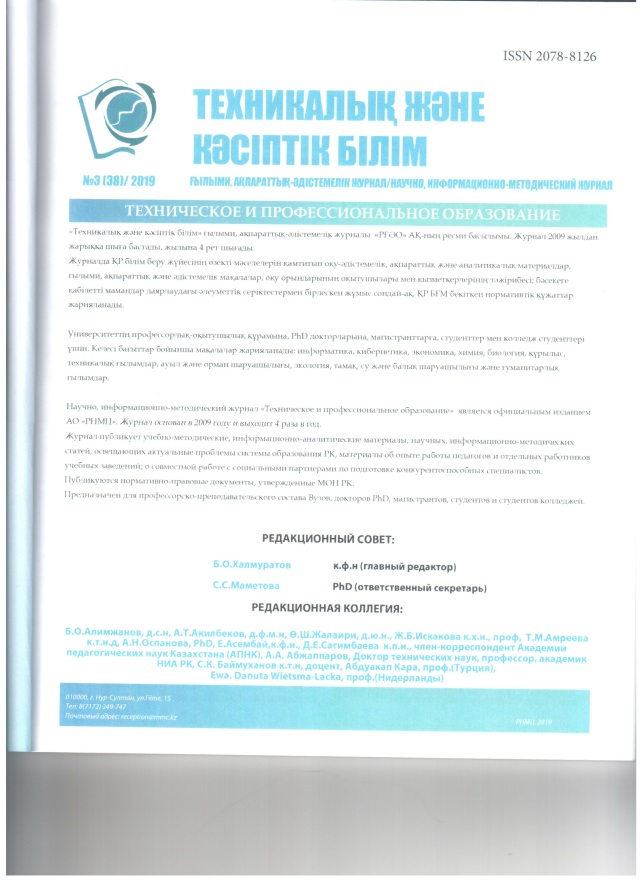 ISSN 2078-8126
ТЕХНИКАЛЫҚ ЖӘНЕ
КӘСІПТІК БІЛІМ
№3 (38)/ 2019
ҒЫЛЫМИ, АҚПАРАТТЫҚ-ӘДІСТЕМЕЛІК ЖУРНАЛ/НАУЧНО, ИНФОРМАЦИОННО-МЕТОДИЧЕСКИЙ ЖУРНАЛ
ТЕХНИЧЕСКОЕ И ПРОФЕССИОНАЛЬНОЕ ОБРАЗОВАНИЕ
«Техникалық және кәсіптік білім» ғылыми, ақпараттық-әдістемелік журналы «РҒӘО» АҚ-ның ресми басылымы. Журнал 2009 жылдан
жарыққа шыға бастады, жылына 4 рет шығады.
Журналда ҚР білім беру жүйесінің өзекті мәселелерін қамтитын оқу-әдістемелік, ақпараттық және аналитикалық материалдар,
ғылыми, ақпараттық және әдістемелік мақалалар, оқу орындарының оқытушылары мен қызметкерлерінің тәжірибесі; бәсекеге
қабілетті мамандар даярлаудағы әлеуметтік серіктестермен бірлескен жұмыс сондай-ақ, ҚР БҒМ бекіткен нормативтік құжаттар
жарияланады.
Университеттің профессорлық-оқытушылық құрамына, PhD докторларына, магистранттарға, студенттер мен колледж студенттері
үшін. Келесі бағыттар бойынша мақалалар жарияланады: информатика, кибернетика, экономика, химия, биология, құрылыс,
техникалық ғылымдар, ауыл және орман шаруашылығы, экология, тамақ, су және балық шаруашылығы және гуманитарлық
ғылымдар.
Научно, информационно-методический журнал «Техническое и профессиональное образование» является официальным изданием
АО «РНМЦ». Журнал основан в 2009 году и выходит 4 раза в год.
Журнал публикует учебно-методические, информационно-аналитические материалы, научных, информационно-методических
статей, освещающих актуальные проблемы системы образования РК, материалы об опыте работы педагогов и отдельных работников
учебных заведений; о совместной работе с социальными партнерами по подготовке конкурентоспособных специалистов.
Публикуются нормативно-правовые документы, утвержденные МОН РК.
Предназначен для профессорско-преподавательского состава Вузов, докторов PhD, магистрантов, студентов и студентов колледжей.
РЕДАКЦИОННЫЙ СОВЕТ:
Б.О.Халмуратов к.ф.н (главный редактор)
С.С.Маметова PhD (ответственный секретарь)
РЕДАКЦИОННАЯ КОЛЛЕГИЯ:
Б.О.Алимжанов, д.с.н, А.Т.Акилбеков, д.ф.м.н, Ө.Ш.Жалаири, д.ю.н., Ж.Б.Искакова к.х.н., проф, Т.М.Амреева
к.т.н.д, А.Н.Оспанова, PhD, Е.Асембай,к.ф.н., Д.Е.Сагимбаева к.п.н., член-корреспондент Академии
педагогических наук Казахстана (АПНК), А.А. Абжаппаров, Доктор технических наук, профессор, академик
НИА РК, С.К. Баймуханов к.т.н, доцент, Абдуакап Кара, проф.(Турция),
Ewa. Danuta Wietsma-Lacka, проф.(Нидерланды)
010000, г. Нур-Султан, ул.Гёте, 15
Тел: 8(7172) 249-747
Почтовый адрес: reception@nmc.kz
РНМЦ, 2019